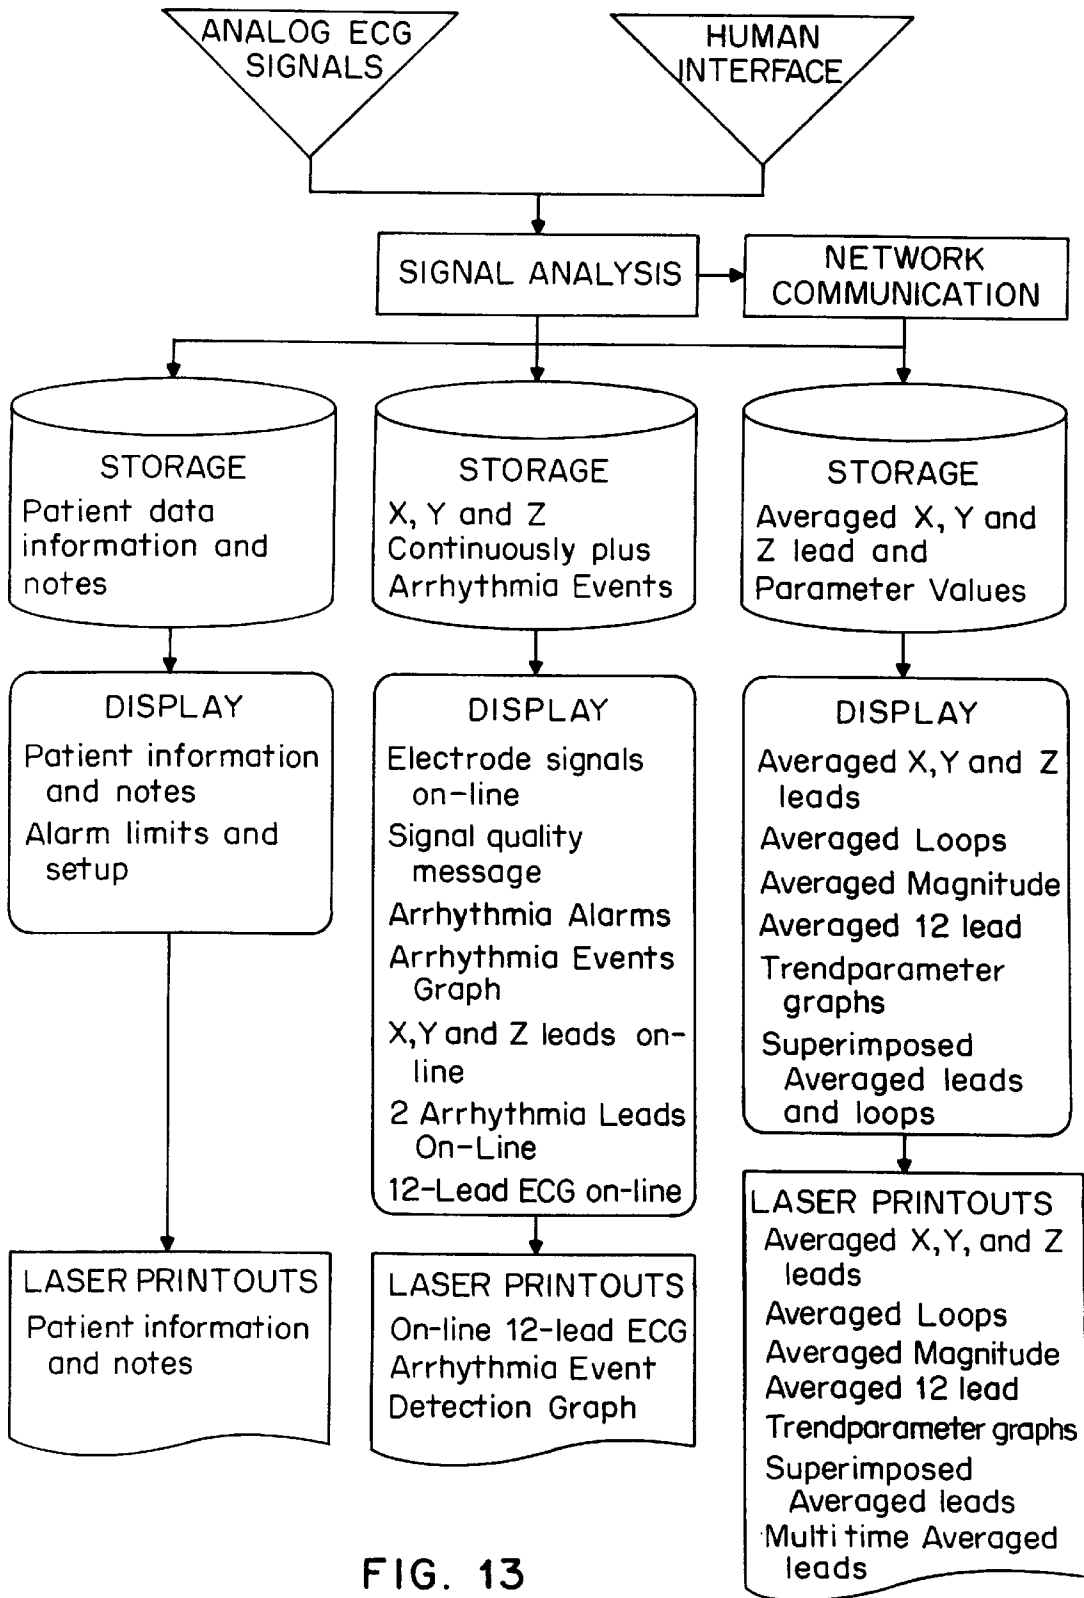 ANALOG ECG
SIGNALS
HUMAN
INTERFACE
SIGNAL ANALYSIS
NETWORK
COMMUNICATION
STORAGE
Patient data
information and
notes
STORAGE
X, Y and Z
Continuously plus
Arrhythmia Events
STORAGE
Averaged X, Y and
Z lead and
Parameter Values
DISPLAY
Patient information
and notes
Alarm limits and
setup
DISPLAY
Electrode signals
on-line
Signal quality
message
Arrhythmia Alarms
Arrhythmia Events
Graph
X,Y and Z leads on-
line
2 Arrhythmia Leads
On-Line
12-Lead ECG on-line
DISPLAY
Averaged X,Y and Z
leads
Averaged Loops
Averaged Magnitude
Averaged 12 lead
Trendparameter
graphs
Superimposed
Averaged leads
and loops
LASER PRINTOUTS
Patient information
and notes
LASER PRINTOUTS
On-line 12-lead ECG
Arrhythmia Event
Detection Graph
LASER PRINTOUTS
Averaged X,Y, and Z
leads
Averaged Loops
Averaged Magnitude
Averaged 12 lead
Trendparameter graphs
Superimposed
Averaged leads
Multi time Averaged
leads
FIG. 13